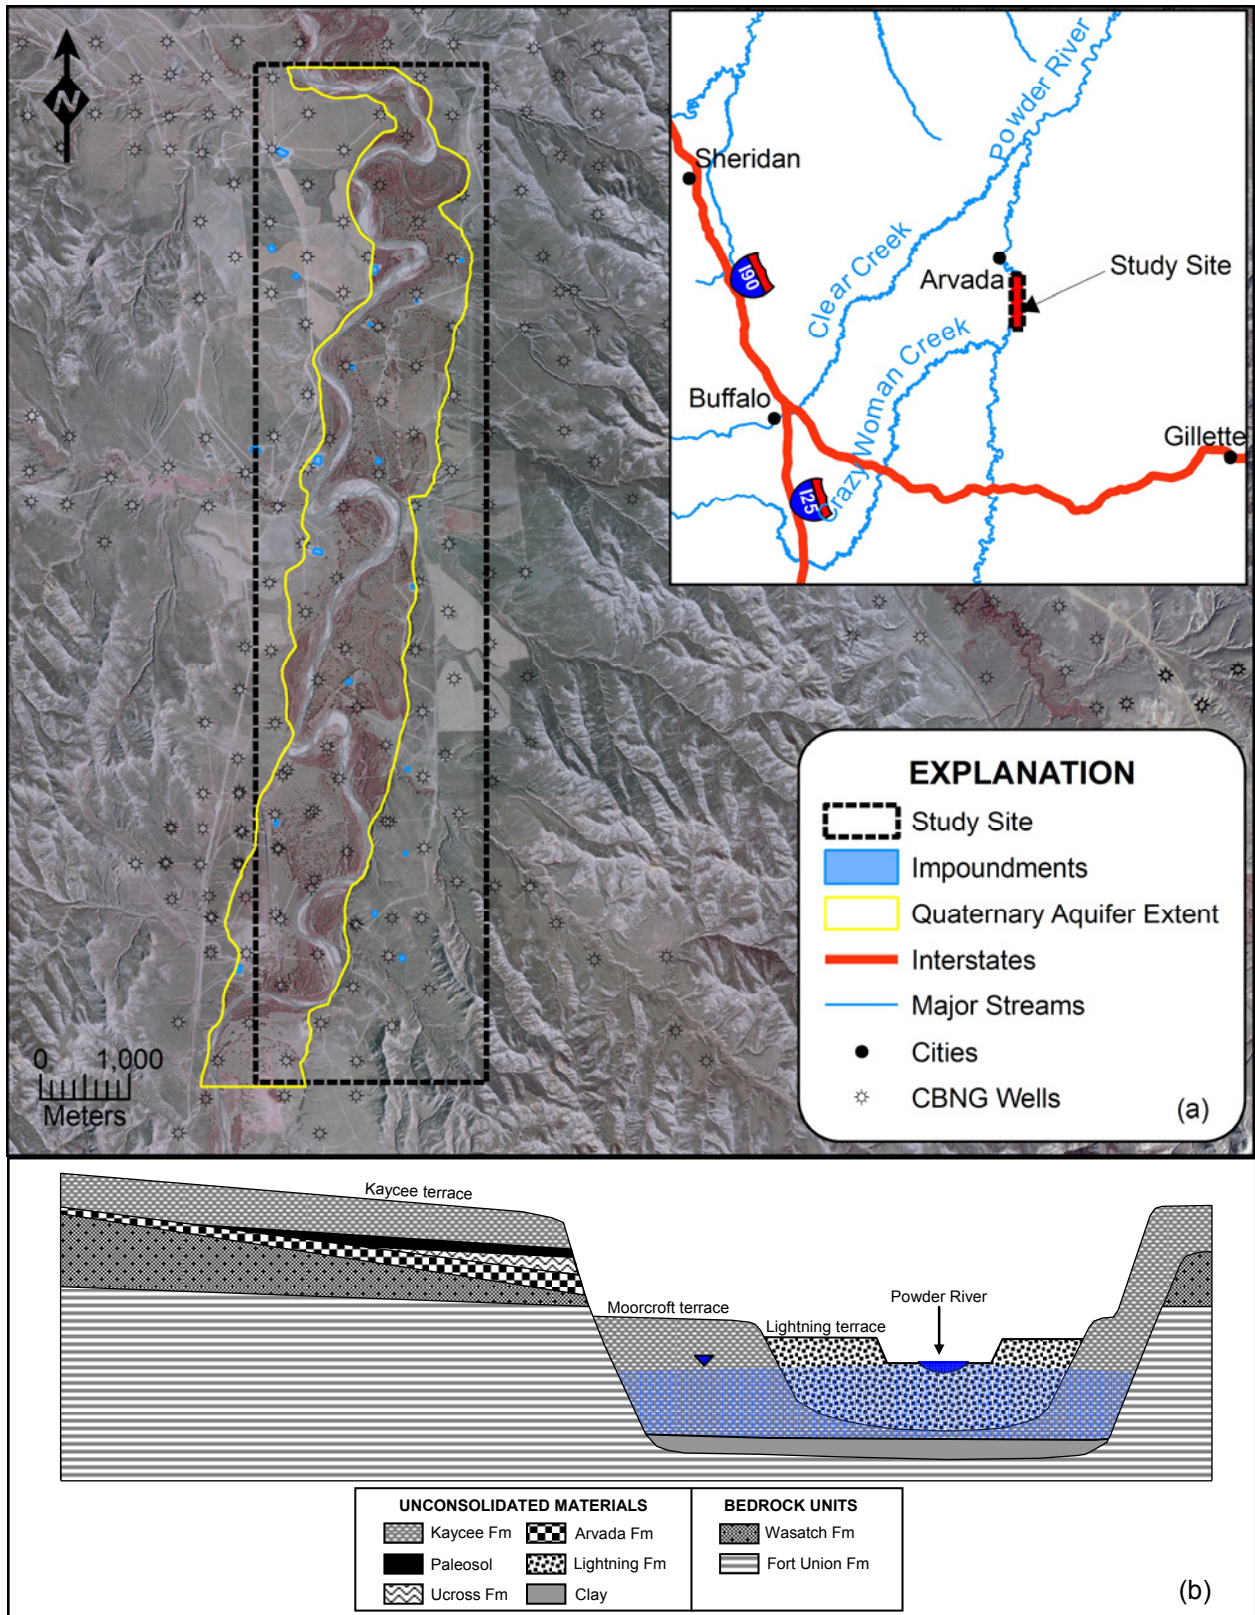 N
Sheridan
Powder River
Clear Creek
Arvada
Study Site
I90
Crazy Woman Creek
Buffalo
Gillette
I25
EXPLANATION
Study Site
Impoundments
Quaternary Aquifer Extent
Interstates
Major Streams
Cities
CBNG Wells
0 1,000
Meters
(a)
Kaycee terrace
Moorcroft terrace
Lightning terrace
Powder River
UNCONSOLIDATED MATERIALS
Kaycee Fm
Arvada Fm
Paleosol
Lightning Fm
Ucross Fm
Clay
BEDROCK UNITS
Wasatch Fm
Fort Union Fm
(b)